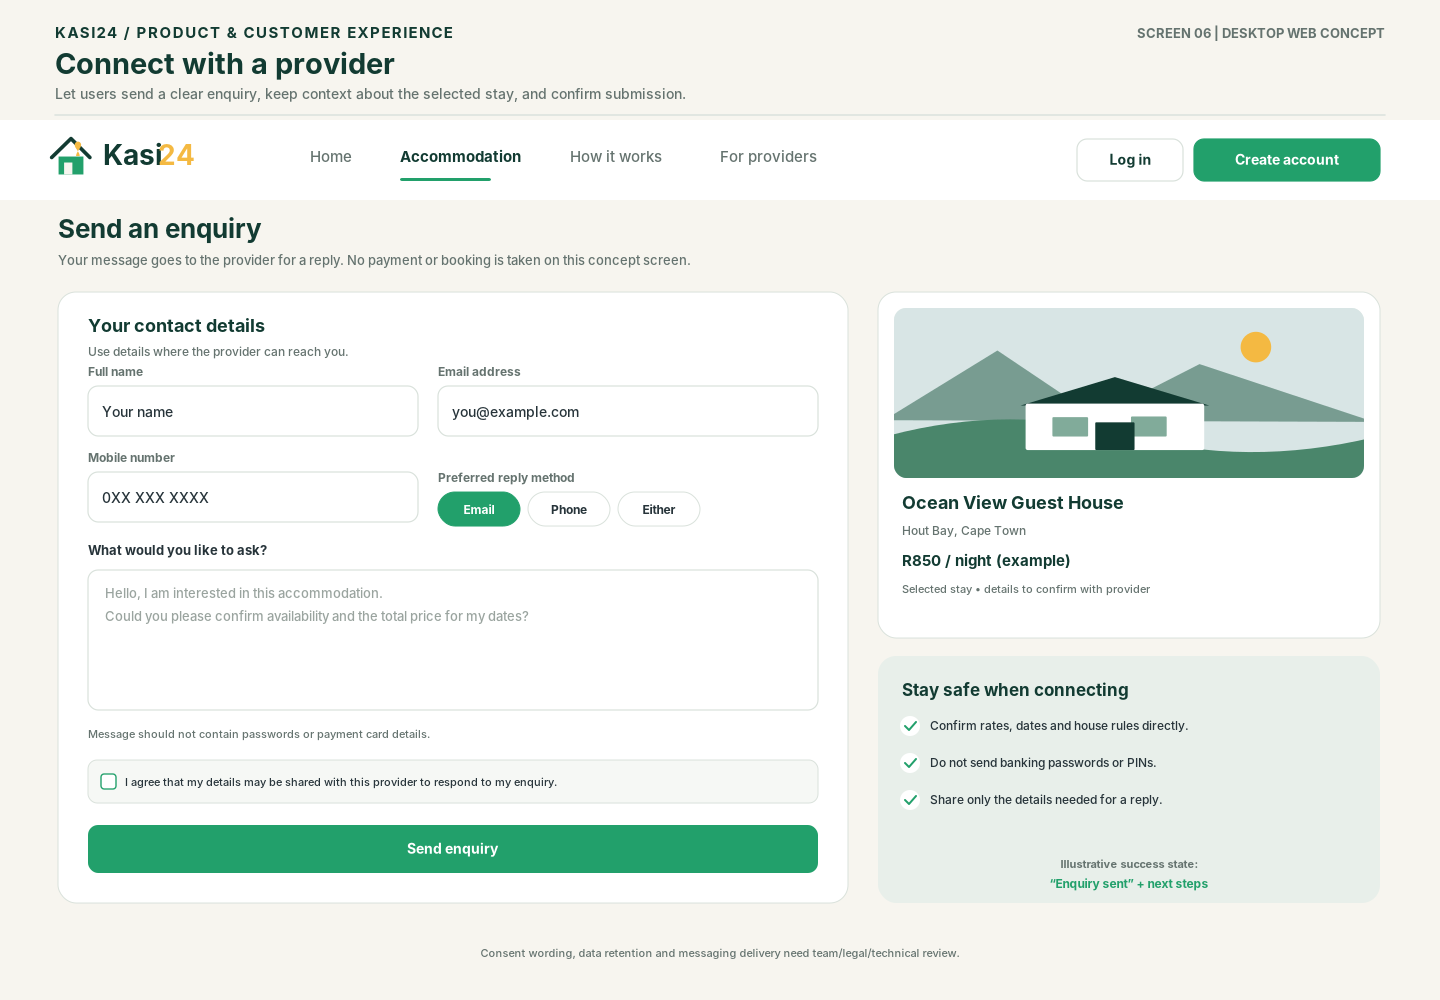 KASI24 / PRODUCT & CUSTOMER EXPERIENCE
SCREEN 06 | DESKTOP WEB CONCEPT
Connect with a provider
Let users send a clear enquiry, keep context about the selected stay, and confirm submission.
Kasi24
Home
Accommodation
How it works
For providers
Log in
Create account
Send an enquiry
Your message goes to the provider for a reply. No payment or booking is taken on this concept screen.
Your contact details
Use details where the provider can reach you.
Full name
Email address
Your name
you@example.com
Mobile number
Preferred reply method
0XX XXX XXXX
Email
Phone
Either
What would you like to ask?
Hello, I am interested in this accommodation.
Could you please confirm availability and the total price for my dates?
Message should not contain passwords or payment card details.
I agree that my details may be shared with this provider to respond to my enquiry.
Send enquiry
Ocean View Guest House
Hout Bay, Cape Town
R850 / night (example)
Selected stay • details to confirm with provider
Stay safe when connecting
Confirm rates, dates and house rules directly.
Do not send banking passwords or PINs.
Share only the details needed for a reply.
Illustrative success state:
“Enquiry sent” + next steps
Consent wording, data retention and messaging delivery need team/legal/technical review.